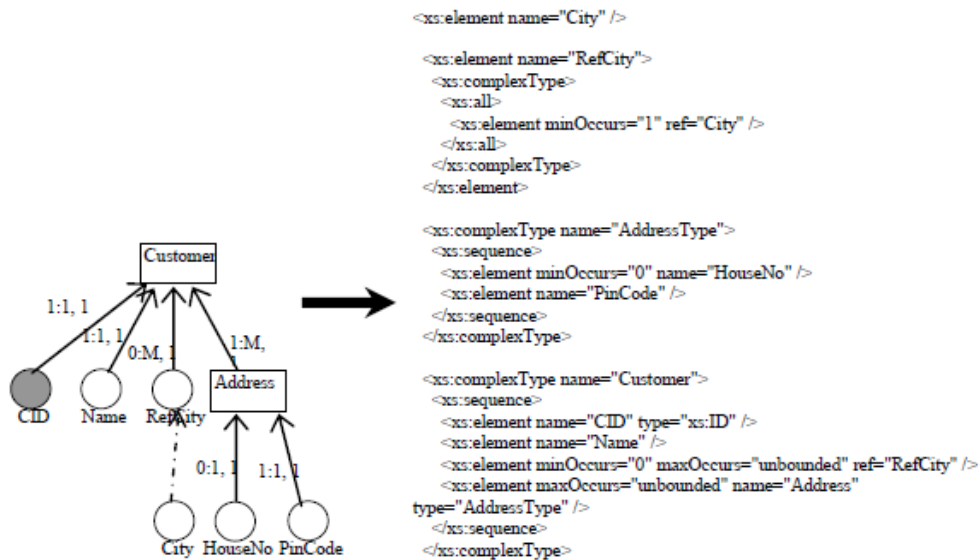 <xs:element name="City" />
<xs:element name="RefCity">
<xs:complexType>
<xs:all>
<xs:element minOccurs="1" ref="City" />
</xs:all>
</xs:complexType>
</xs:element>
<xs:complexType name="AddressType">
<xs:sequence>
<xs:element minOccurs="0" name="HouseNo" />
<xs:element name="PinCode" />
</xs:sequence>
</xs:complexType>
<xs:complexType name="Customer">
<xs:sequence>
<xs:element name="CID" type="xs:ID" />
<xs:element name="Name" />
<xs:element minOccurs="0" maxOccurs="unbounded" ref="RefCity" />
<xs:element maxOccurs="unbounded" name="Address"
type="AddressType" />
</xs:sequence>
</xs:complexType>
Customer
1:1, 1
1:1, 1
0:M, 1
1:M,
1
Address
CID
Name
RefCity
0:1, 1
1:1, 1
City
HouseNo
PinCode